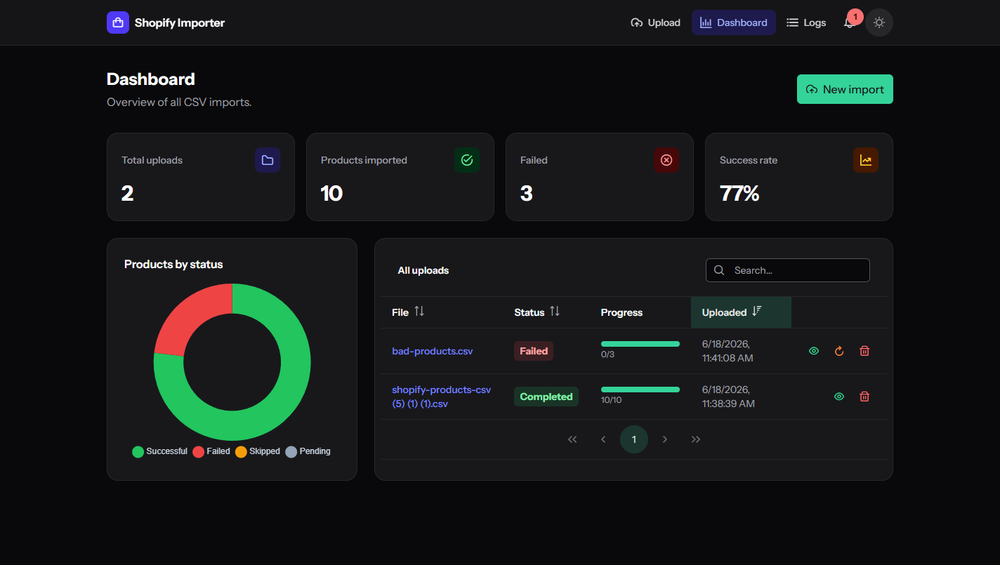 Shopify Importer
Upload
Dashboard
Logs
1
Dashboard
Overview of all CSV imports.
New import
Total uploads
2
Products imported
10
Failed
3
Success rate
77%
Products by status
Successful
Failed
Skipped
Pending
All uploads
Search...
File
Status
Progress
Uploaded
bad-products.csv
Failed
0/3
6/18/2026,
11:41:08 AM
shopify-products-csv
(5) (1) (1).csv
Completed
10/10
6/18/2026,
11:38:39 AM
1